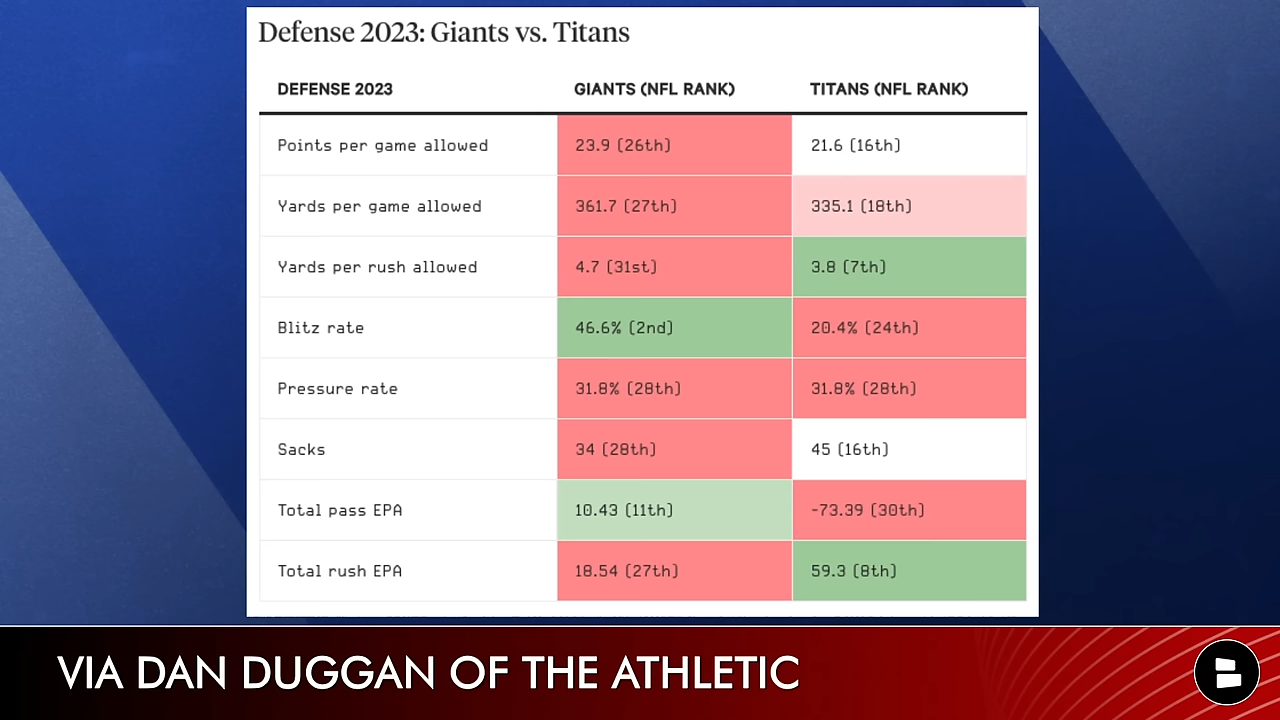 Defense 2023: Giants vs. Titans
DEFENSE 2023 GIANTS (NFL RANK) TITANS (NFL RANK)
Points per game allowed 23.9 (26th) 21.6 (16th)
Yards per game allowed 361.7 (27th) 335.1 (18th)
Yards per rush allowed 4.7 (31st) 3.8 (7th)
Blitz rate 46.6% (2nd) 20.4% (24th)
Pressure rate 31.8% (28th) 31.8% (28th)
Sacks 34 (28th) 45 (16th)
Total pass EPA 10.43 (11th) -73.39 (30th)
Total rush EPA 18.54 (27th) 59.3 (8th)
VIA DAN DUGGAN OF THE ATHLETIC